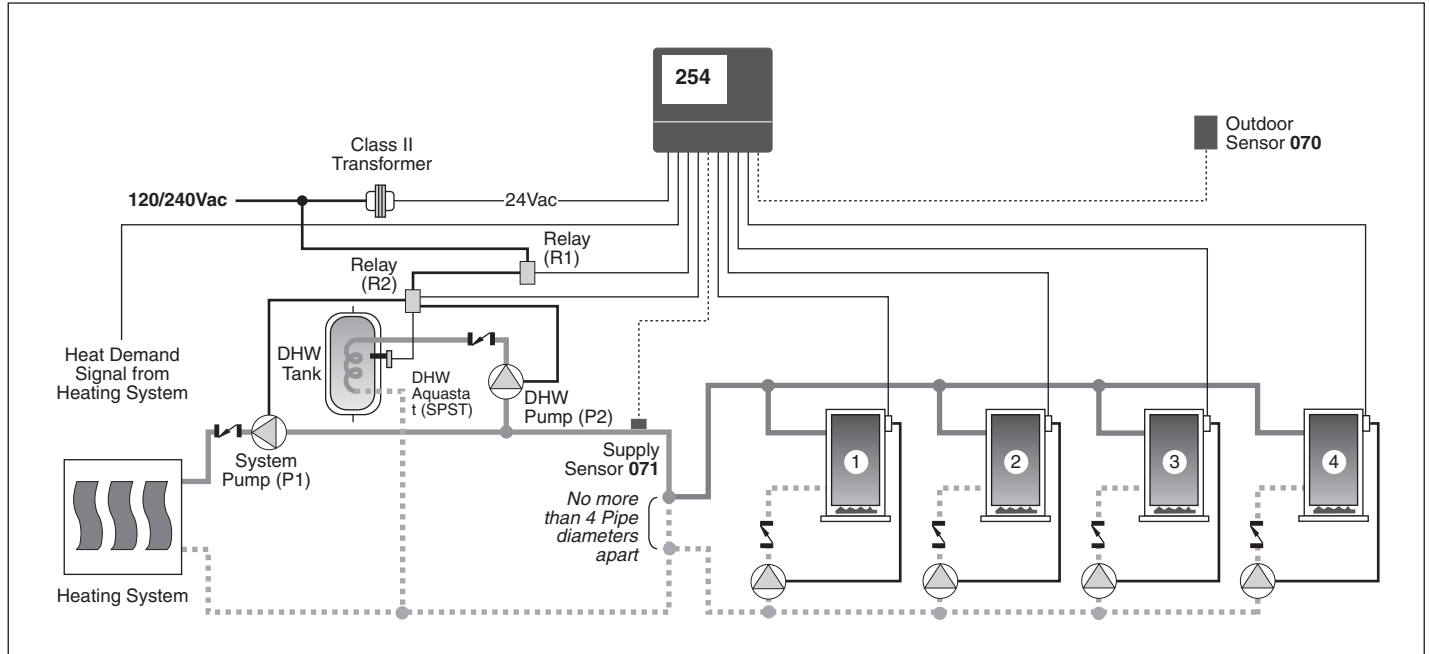 254
Outdoor
Sensor 070
Class II
Transformer
120/240Vac
24Vac
Relay
(R1)
Relay
(R2)
Heat Demand
Signal from
Heating System
DHW
Tank
DHW
Aquasta
t (SPST)
DHW
Pump (P2)
System
Pump (P1)
Supply
Sensor 071
No more
than 4 Pipe
diameters
apart
1
2
3
4
Heating System